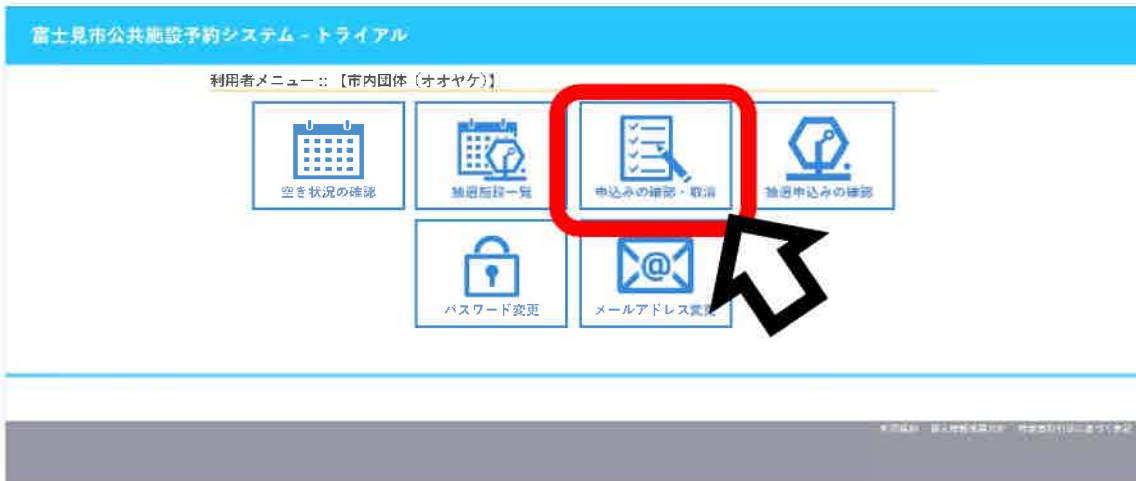 富士見市公共施設予約システム - トライアル
利用者メニュー :: 【市内団体（オオヤケ）】
空き状況の確認
抽選施設一覧
申込みの確認・取消
抽選申込みの確認
パスワード変更
@
メールアドレス変更